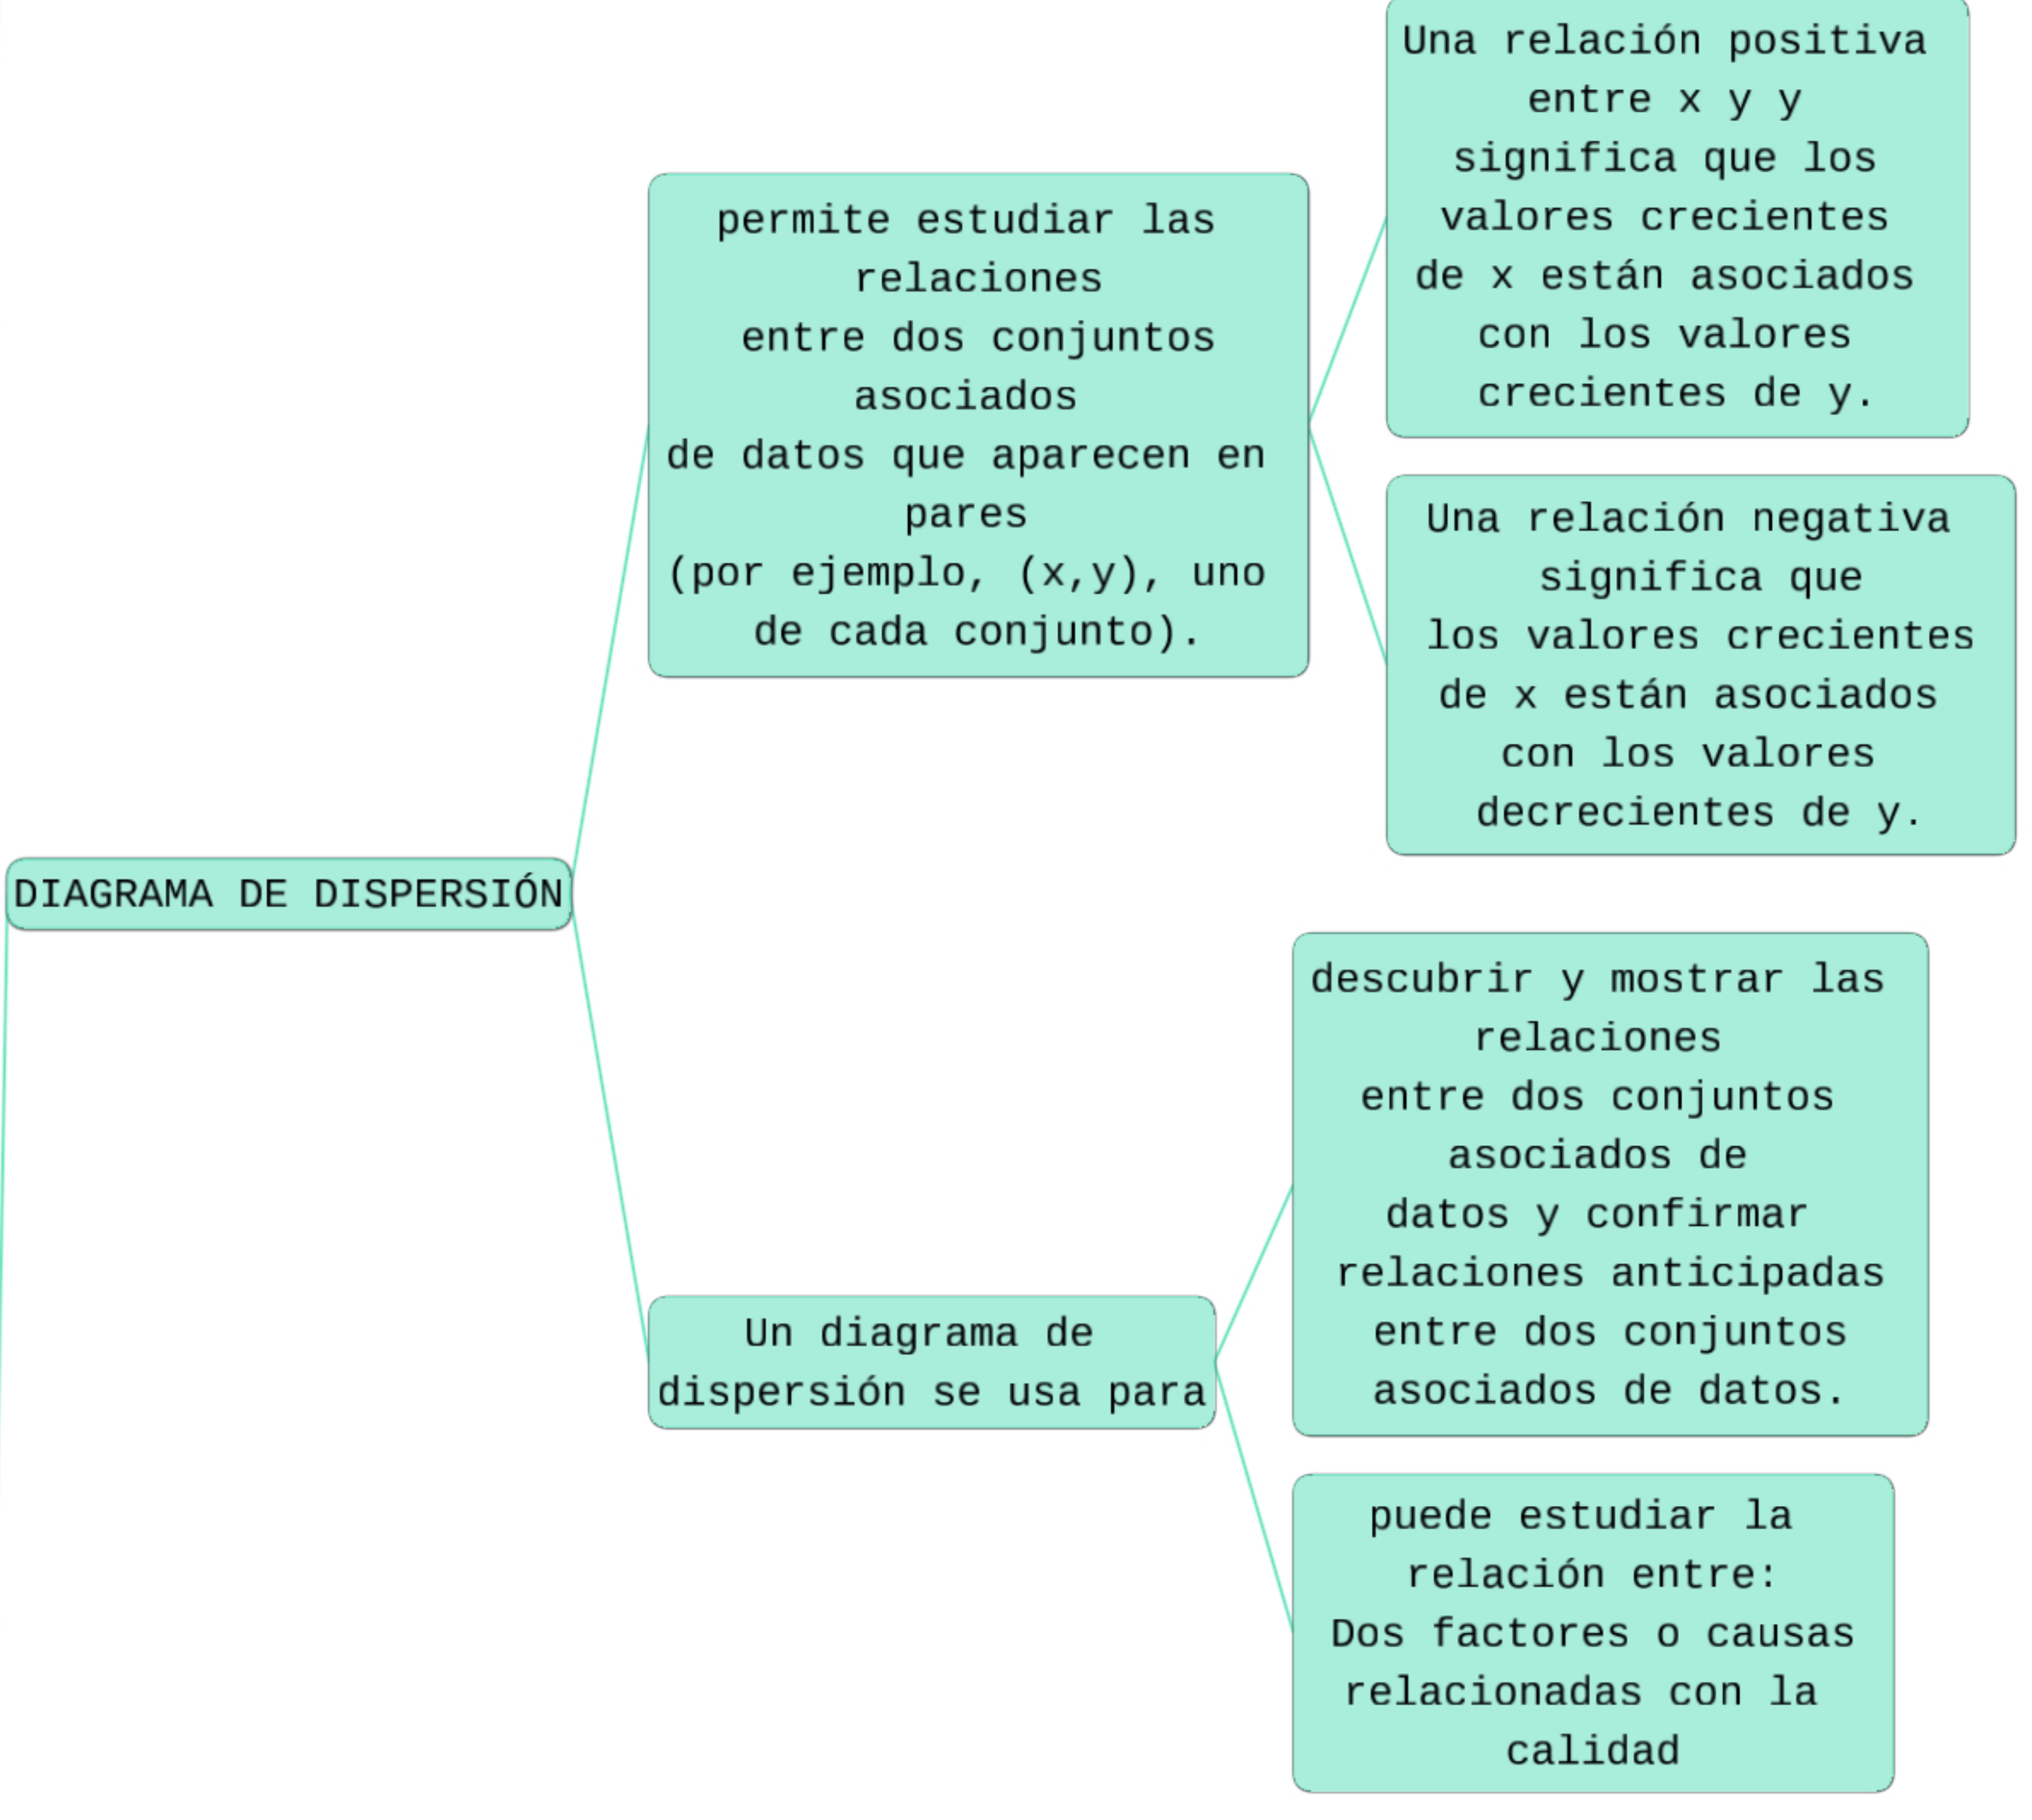 DIAGRAMA DE DISPERSIÓN
permite estudiar las
relaciones
entre dos conjuntos
asociados
de datos que aparecen en
pares
(por ejemplo, (x,y), uno
de cada conjunto).
Una relación positiva
entre x y y
significa que los
valores crecientes
de x están asociados
con los valores
crecientes de y.
Una relación negativa
significa que
los valores crecientes
de x están asociados
con los valores
decrecientes de y.
Un diagrama de
dispersión se usa para
descubrir y mostrar las
relaciones
entre dos conjuntos
asociados de
datos y confirmar
relaciones anticipadas
entre dos conjuntos
asociados de datos.
puede estudiar la
relación entre:
Dos factores o causas
relacionadas con la
calidad